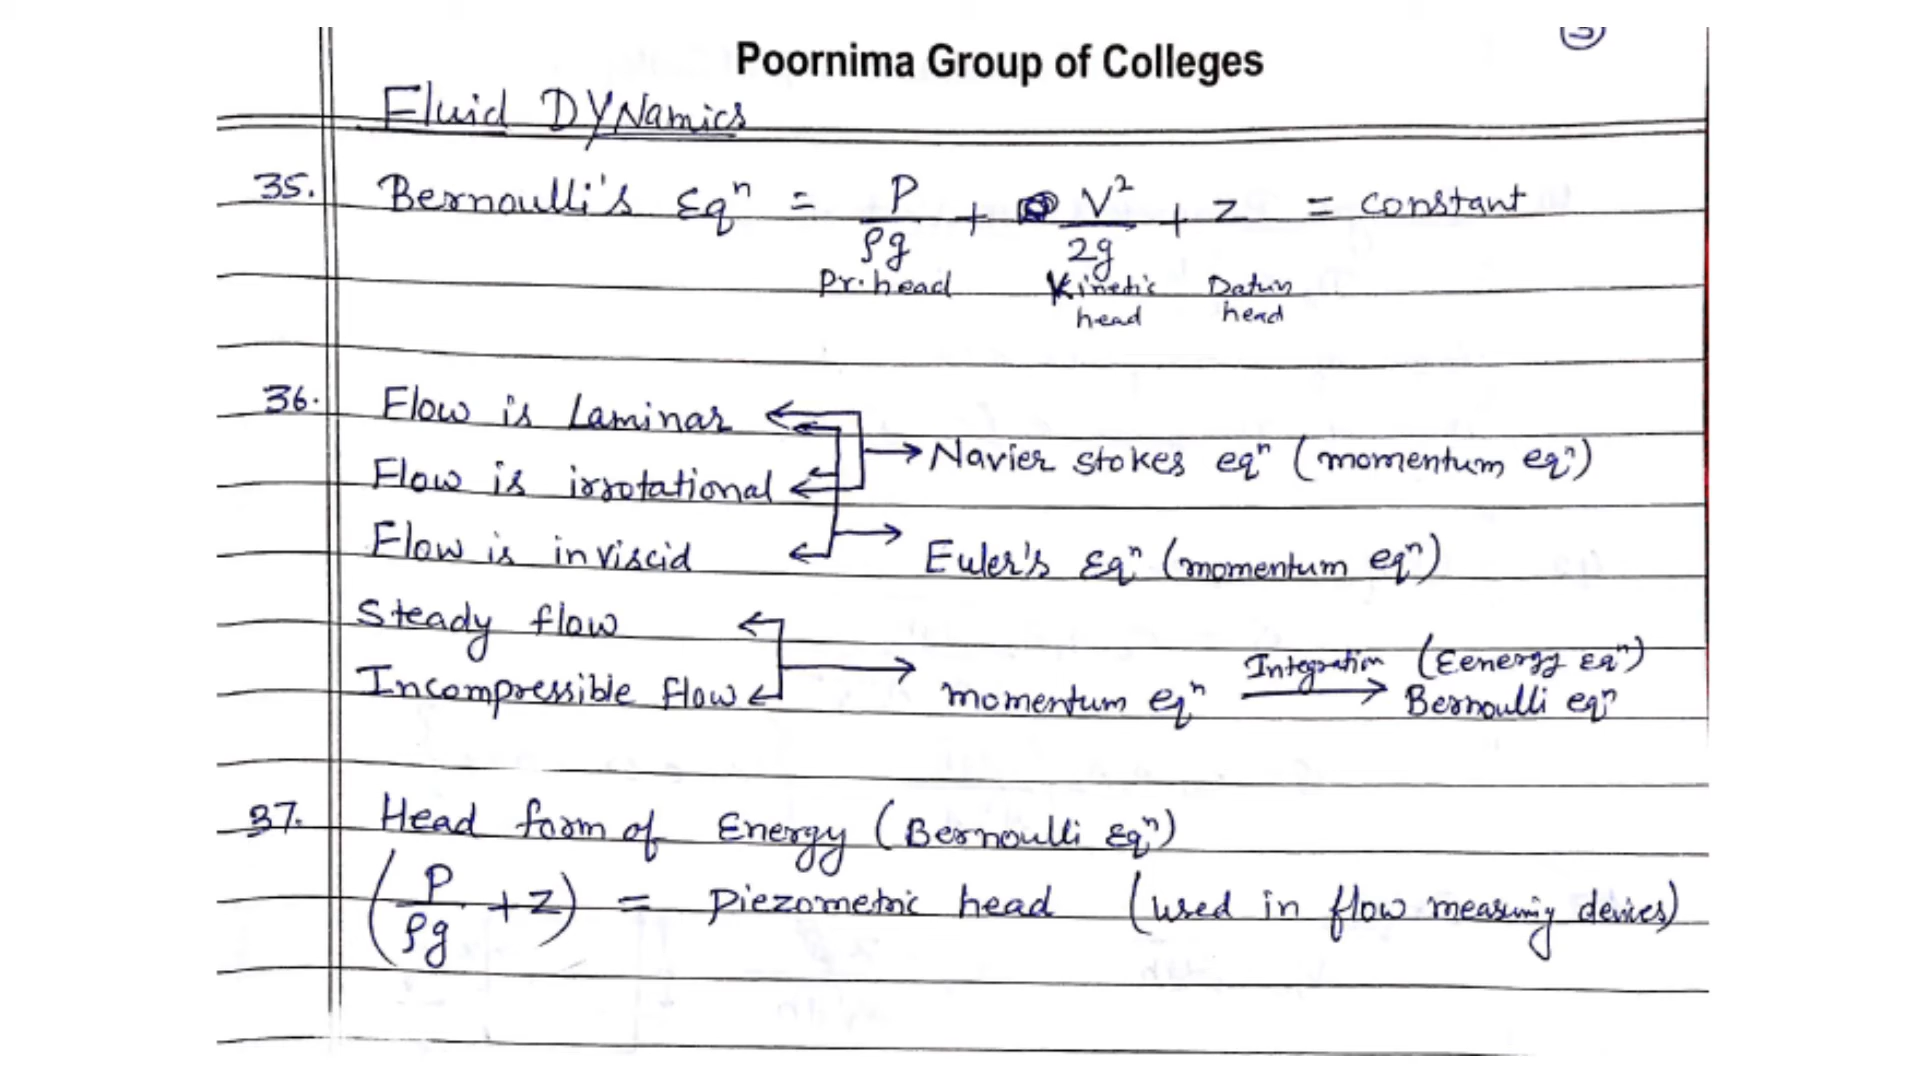 ③
Poornima Group of Colleges
Fluid DYNamics
35. Bernoulli's Eqⁿ = P/ρg + V²/2g + Z = constant
Pr. head Kinetic head Datum head
36. Flow is Laminar
→ Navier stokes eqⁿ (momentum eqⁿ)
Flow is irrotational
Flow is inviscid → Euler's Eqⁿ (momentum eqⁿ)
Steady flow
Incompressible flow → momentum eqⁿ Integration → (Eenergy Eqⁿ) Bernoulli eqⁿ
37. Head form of Energy (Bernoulli Eqⁿ)
(P/ρg + Z) = Piezometric head (used in flow measuring devices)